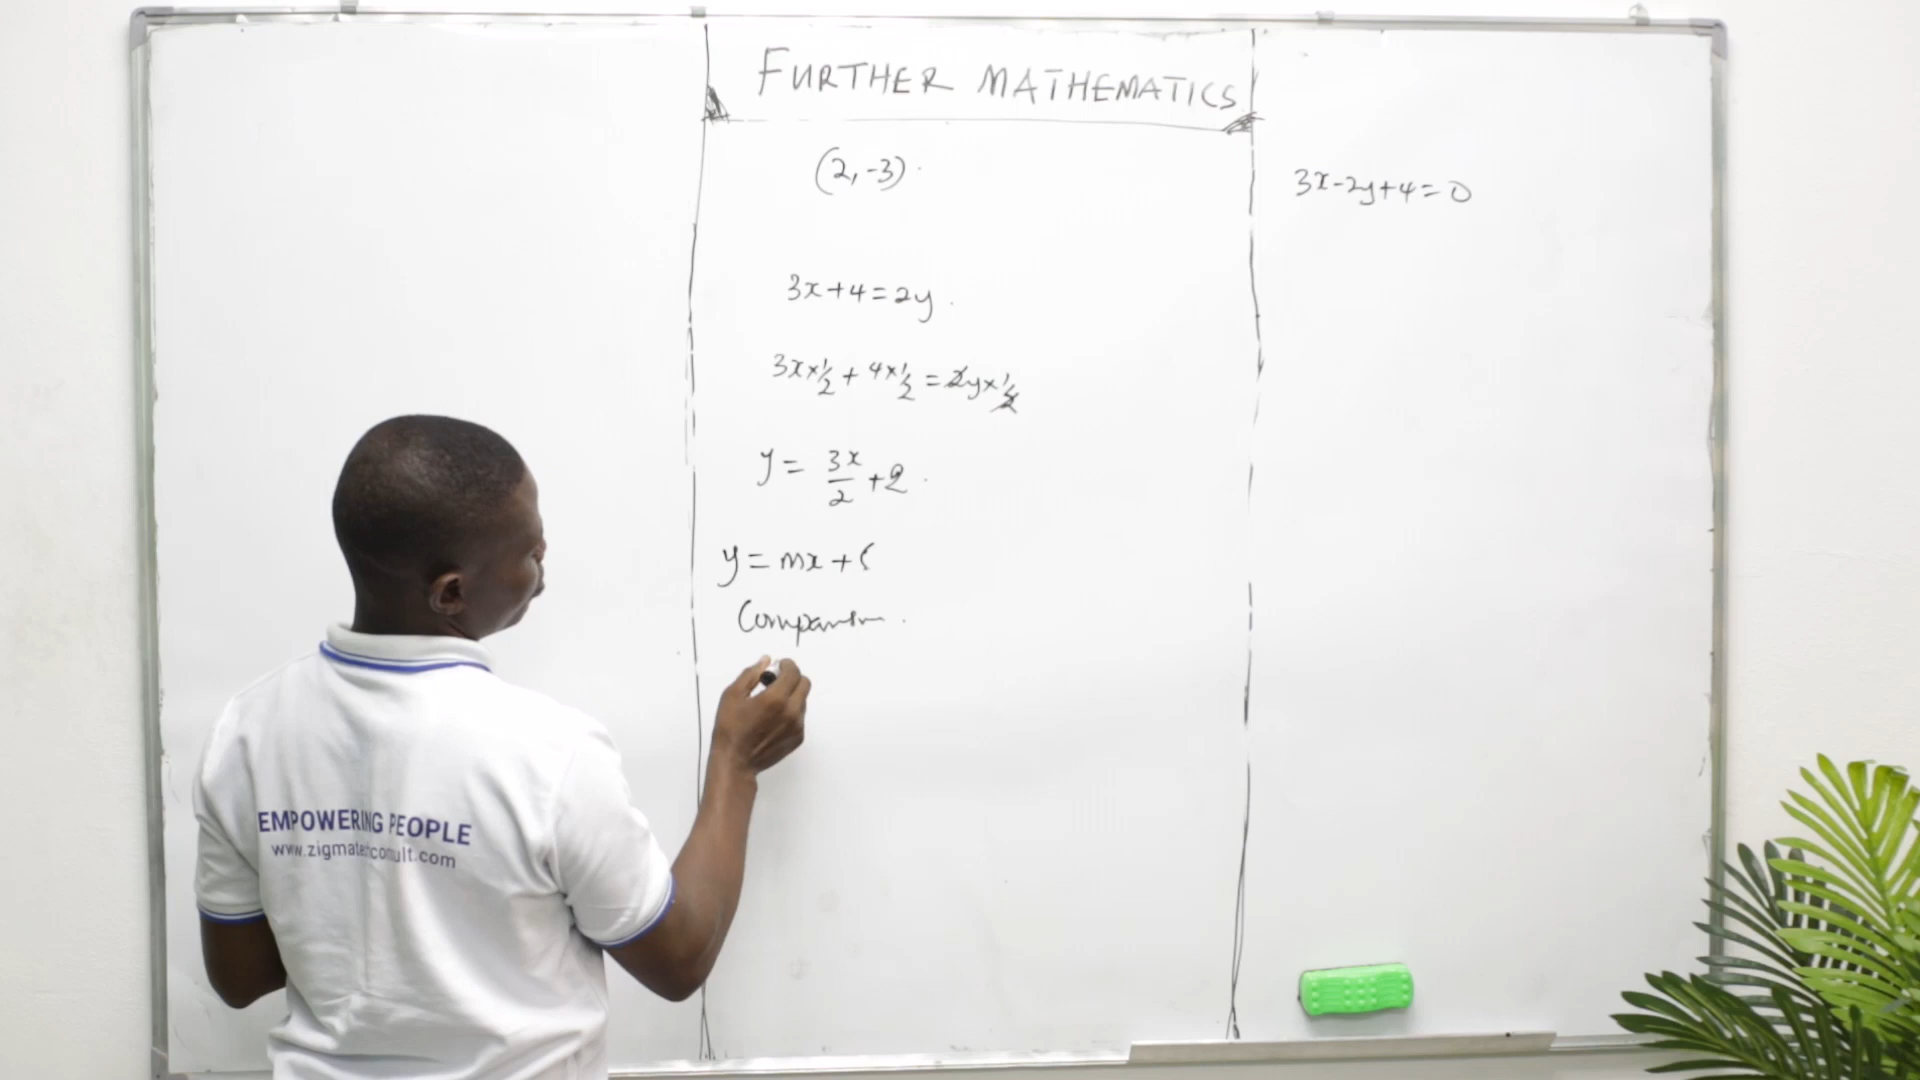 FURTHER MATHEMATICS
(2, -3).
3x + 4 = 2y.
3x × 1/2 + 4 × 1/2 = 2y × 1/2
y = 3x/2 + 2.
y = mx + c
Comparism.
3x - 2y + 4 = 0
EMPOWERING PEOPLE